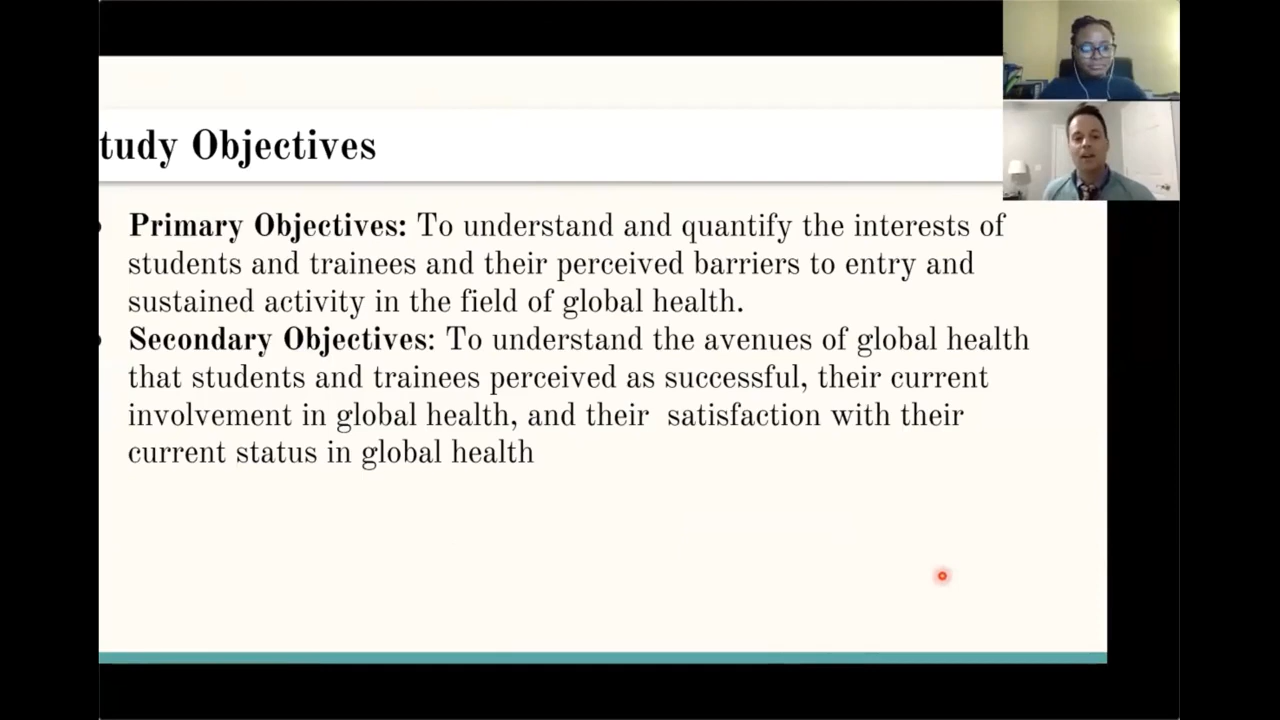 tudy Objectives
Primary Objectives: To understand and quantify the interests of
students and trainees and their perceived barriers to entry and
sustained activity in the field of global health.
Secondary Objectives: To understand the avenues of global health
that students and trainees perceived as successful, their current
involvement in global health, and their  satisfaction with their
current status in global health